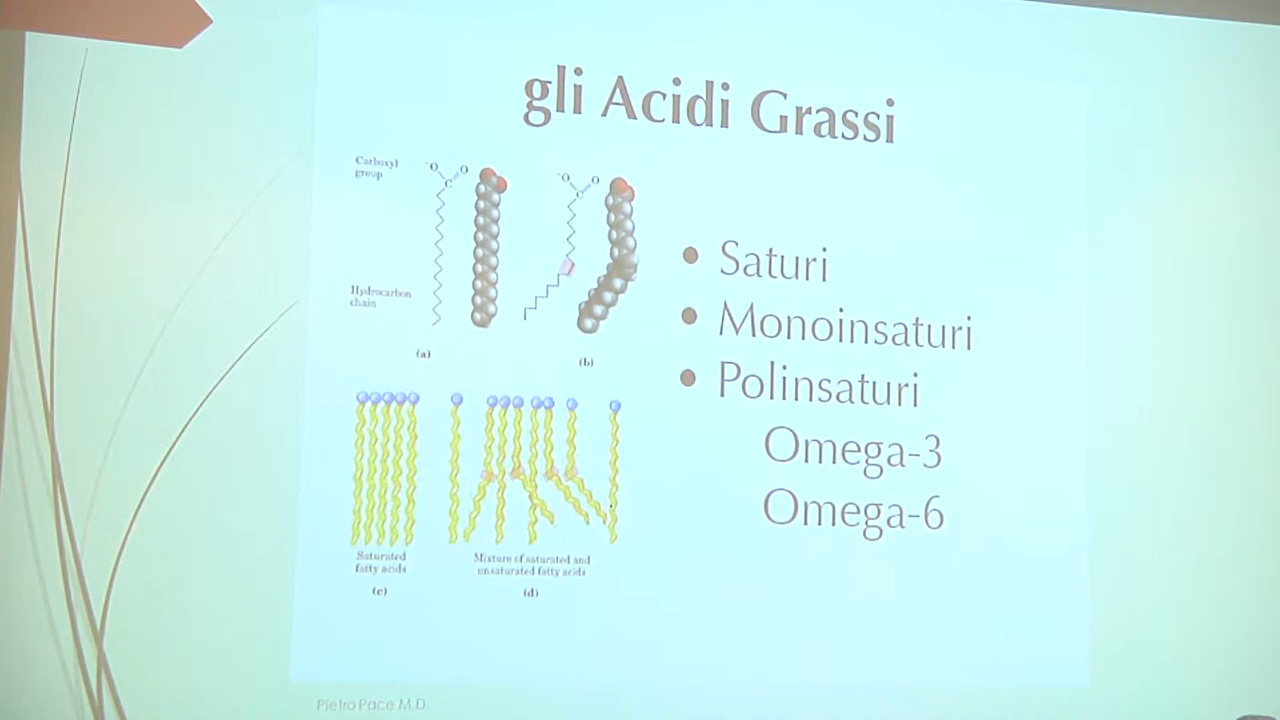 gli Acidi Grassi
Carboxyl
group
-O
O
C
-O
O
C
Hydrocarbon
chain
(a)
(b)
• Saturi
• Monoinsaturi
• Polinsaturi
Omega-3
Omega-6
Saturated
fatty acids
(c)
Mixture of saturated and
unsaturated fatty acids
(d)
Pietro Pace M.D.